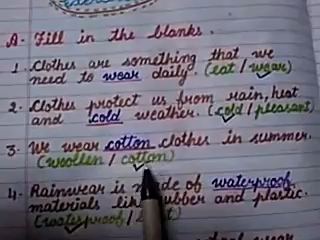 A. Fill in the blanks.
1. Clothes are something that we
need to wear daily. (eat / wear)
2. Clothes protect us from rain, heat
and cold weather. (cold / pleasant)
3. We wear cotton clothes in summer.
(woollen / cotton)
4. Rainwear is made of waterproof
materials like rubber and plastic.
(waterproof /